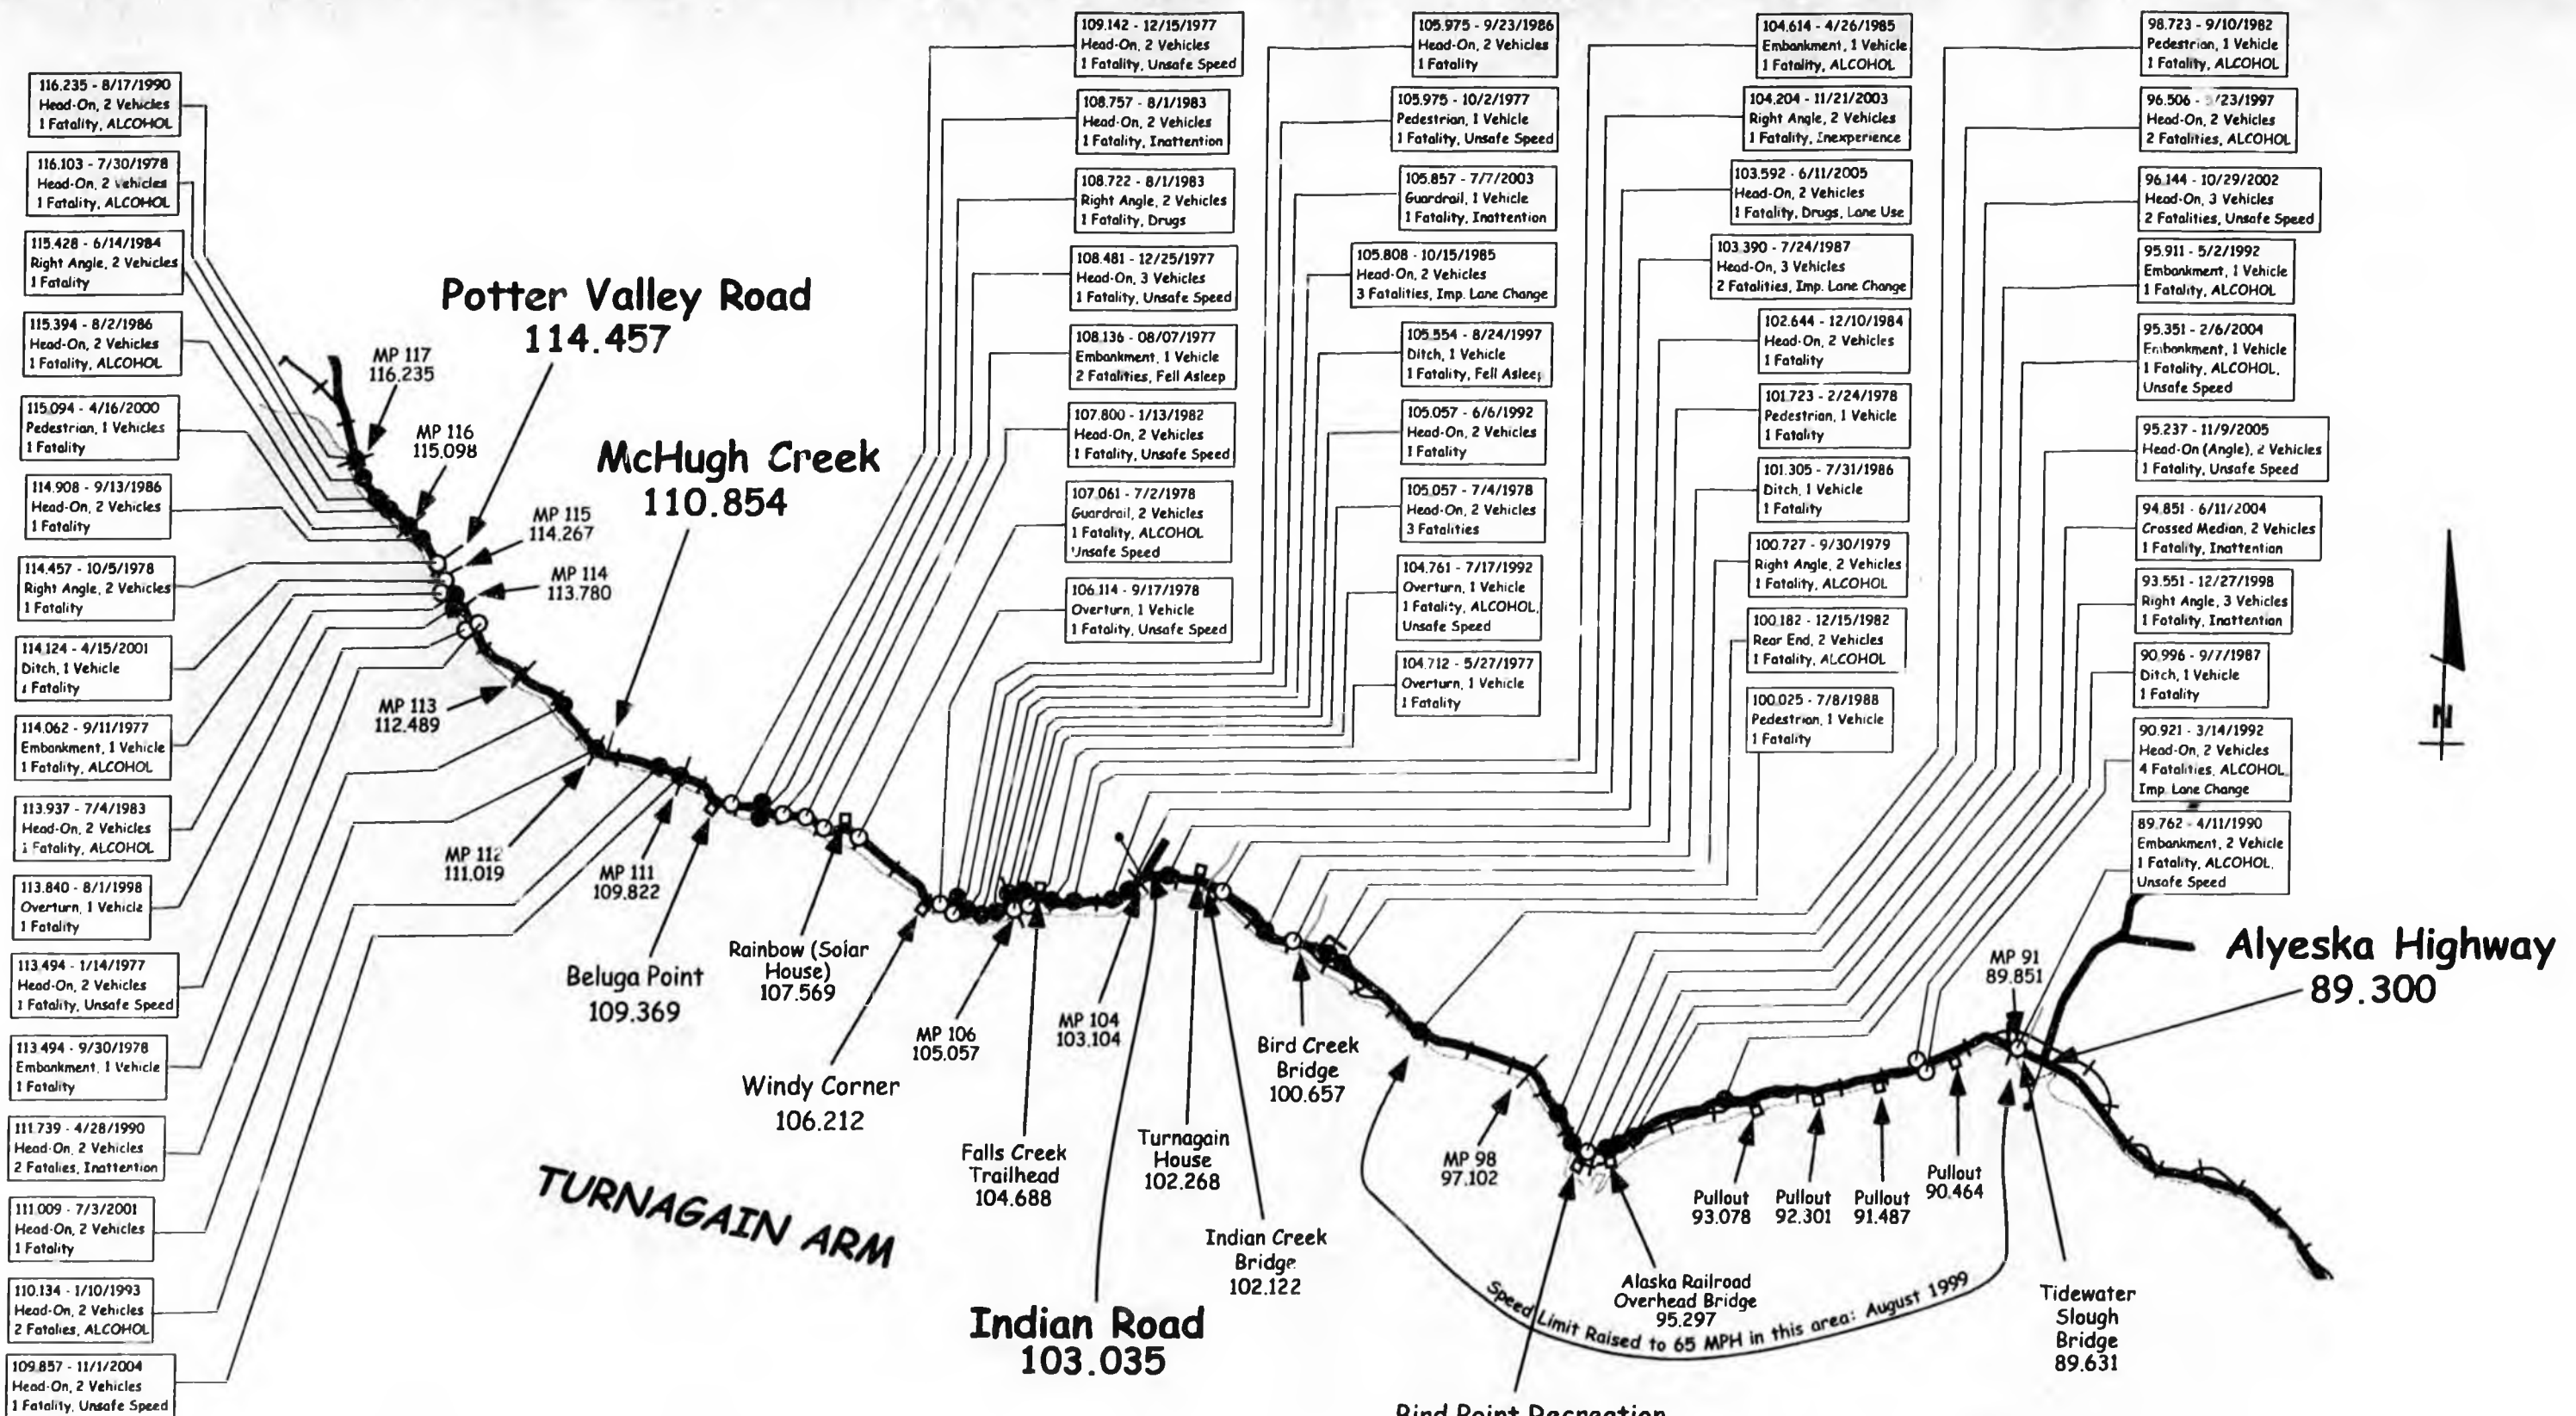 116.235 - 8/17/1990
Head-On, 2 Vehicles
1 Fatality, ALCOHOL
116.103 - 7/30/1978
Head-On, 2 Vehicles
1 Fatality, ALCOHOL
115.428 - 6/14/1984
Right Angle, 2 Vehicles
1 Fatality
115.394 - 8/2/1986
Head-On, 2 Vehicles
1 Fatality, ALCOHOL
115.094 - 4/16/2000
Pedestrian, 1 Vehicles
1 Fatality
114.908 - 9/13/1986
Head-On, 2 Vehicles
1 Fatality
114.457 - 10/5/1978
Right Angle, 2 Vehicles
1 Fatality
114.124 - 4/15/2001
Ditch, 1 Vehicle
1 Fatality
114.062 - 9/11/1977
Embankment, 1 Vehicle
1 Fatality, ALCOHOL
113.937 - 7/4/1983
Head-On, 2 Vehicles
1 Fatality, ALCOHOL
113.840 - 8/1/1998
Overturn, 1 Vehicle
1 Fatality
113.494 - 1/14/1977
Head-On, 2 Vehicles
1 Fatality, Unsafe Speed
113.494 - 9/30/1978
Embankment, 1 Vehicle
1 Fatality
111.739 - 4/28/1990
Head-On, 2 Vehicles
2 Fatalies, Inattention
111.009 - 7/3/2001
Head-On, 2 Vehicles
1 Fatality
110.134 - 1/10/1993
Head-On, 2 Vehicles
2 Fatalies, ALCOHOL
109.857 - 11/1/2004
Head-On, 2 Vehicles
1 Fatality, Unsafe Speed
109.142 - 12/15/1977
Head-On, 2 Vehicles
1 Fatality, Unsafe Speed
108.757 - 8/1/1983
Head-On, 2 Vehicles
1 Fatality, Inattention
108.722 - 8/1/1983
Right Angle, 2 Vehicles
1 Fatality, Drugs
108.481 - 12/25/1977
Head-On, 3 Vehicles
1 Fatality, Unsafe Speed
108.136 - 08/07/1977
Embankment, 1 Vehicle
2 Fatalities, Fell Asleep
107.800 - 1/13/1982
Head-On, 2 Vehicles
1 Fatality, Unsafe Speed
107.061 - 7/2/1978
Guardrail, 2 Vehicles
1 Fatality, ALCOHOL
Unsafe Speed
106.114 - 9/17/1978
Overturn, 1 Vehicle
1 Fatality, Unsafe Speed
105.975 - 9/23/1986
Head-On, 2 Vehicles
1 Fatality
105.975 - 10/2/1977
Pedestrian, 1 Vehicle
1 Fatality, Unsafe Speed
105.857 - 7/7/2003
Guardrail, 1 Vehicle
1 Fatality, Inattention
105.808 - 10/15/1985
Head-On, 2 Vehicles
3 Fatalities, Imp. Lane Change
105.554 - 8/24/1997
Ditch, 1 Vehicle
1 Fatality, Fell Asleep
105.057 - 6/6/1992
Head-On, 2 Vehicles
1 Fatality
105.057 - 7/4/1978
Head-On, 2 Vehicles
3 Fatalities
104.761 - 7/17/1992
Overturn, 1 Vehicle
1 Fatality, ALCOHOL,
Unsafe Speed
104.712 - 5/27/1977
Overturn, 1 Vehicle
1 Fatality
104.614 - 4/26/1985
Embankment, 1 Vehicle
1 Fatality, ALCOHOL
104.204 - 11/21/2003
Right Angle, 2 Vehicles
1 Fatality, Inexperience
103.592 - 6/11/2005
Head-On, 2 Vehicles
1 Fatality, Drugs, Lane Use
103.390 - 7/24/1987
Head-On, 3 Vehicles
2 Fatalities, Imp. Lane Change
102.644 - 12/10/1984
Head-On, 2 Vehicles
1 Fatality
101.723 - 2/24/1978
Pedestrian, 1 Vehicle
1 Fatality
101.305 - 7/31/1986
Ditch, 1 Vehicle
1 Fatality
100.727 - 9/30/1979
Right Angle, 2 Vehicles
1 Fatality, ALCOHOL
100.182 - 12/15/1982
Rear End, 2 Vehicles
1 Fatality, ALCOHOL
100.025 - 7/8/1988
Pedestrian, 1 Vehicle
1 Fatality
98.723 - 9/10/1982
Pedestrian, 1 Vehicle
1 Fatality, ALCOHOL
96.506 - /23/1997
Head-On, 2 Vehicles
2 Fatalities, ALCOHOL
96.144 - 10/29/2002
Head-On, 3 Vehicles
2 Fatalities, Unsafe Speed
95.911 - 5/2/1992
Embankment, 1 Vehicle
1 Fatality, ALCOHOL
95.351 - 2/6/2004
Embankment, 1 Vehicle
1 Fatality, ALCOHOL,
Unsafe Speed
95.237 - 11/9/2005
Head-On (Angle), 2 Vehicles
1 Fatality, Unsafe Speed
94.851 - 6/11/2004
Crossed Median, 2 Vehicles
1 Fatality, Inattention
93.551 - 12/27/1998
Right Angle, 3 Vehicles
1 Fatality, Inattention
90.996 - 9/7/1987
Ditch, 1 Vehicle
1 Fatality
90.921 - 3/14/1992
Head-On, 2 Vehicles
4 Fatalities, ALCOHOL
Imp. Lane Change
89.762 - 4/11/1990
Embankment, 2 Vehicle
1 Fatality, ALCOHOL,
Unsafe Speed
Potter Valley Road
114.457
MP 117
116.235
MP 116
115.098
McHugh Creek
110.854
MP 115
114.267
MP 114
113.780
MP 113
112.489
MP 112
111.019
MP 111
109.822
Beluga Point
109.369
Rainbow (Solar
House)
107.569
Windy Corner
106.212
MP 106
105.057
Falls Creek
Trailhead
104.688
MP 104
103.104
Indian Road
103.035
Turnagain
House
102.268
Indian Creek
Bridge
102.122
Bird Creek
Bridge
100.657
MP 98
97.102
Bird Point Recreation
Alaska Railroad
Overhead Bridge
95.297
Speed Limit Raised to 65 MPH in this area: August 1999
Pullout
93.078
Pullout
92.301
Pullout
91.487
Pullout
90.464
MP 91
89.851
Tidewater
Slough
Bridge
89.631
Alyeska Highway
89.300
TURNAGAIN ARM
N